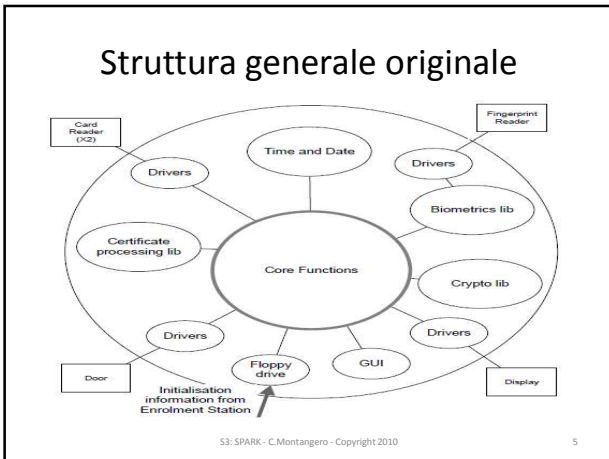 Struttura generale originale
Card
Reader
(X2)
Fingerprint
Reader
Time and Date
Drivers
Drivers
Biometrics lib
Certificate
processing lib
Core Functions
Crypto lib
Drivers
Drivers
Floppy
drive
GUI
Door
Display
Initialisation
information from
Enrolment Station
S3: SPARK - C.Montangero - Copyright 2010
5